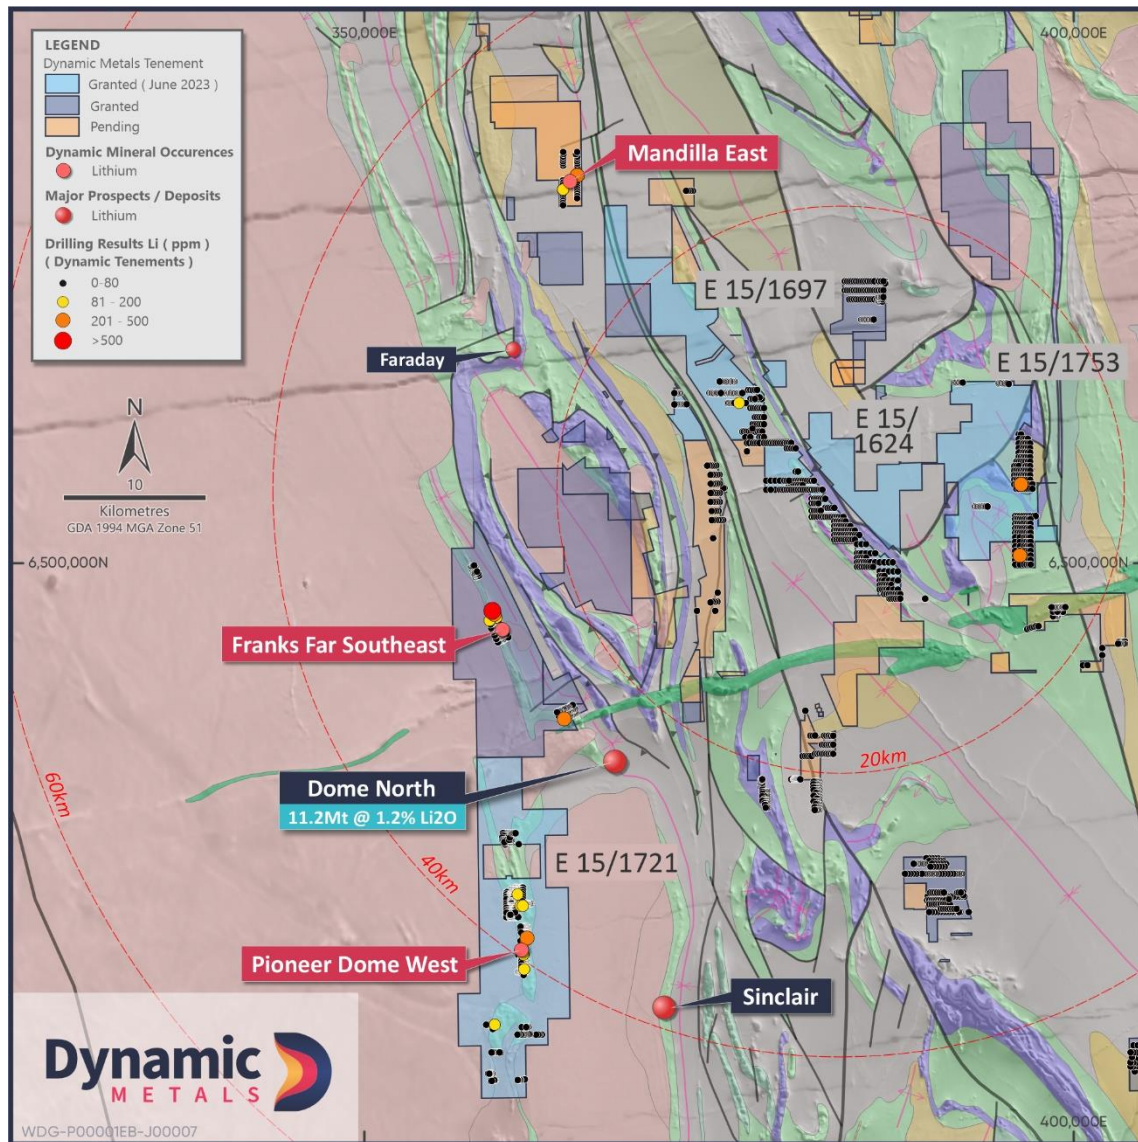 350,000E
400,000E
LEGEND
Dynamic Metals Tenement
Granted ( June 2023 )
Granted
Pending
Dynamic Mineral Occurences
Lithium
Major Prospects / Deposits
Lithium
Drilling Results Li ( ppm )
( Dynamic Tenements )
0-80
81 - 200
201 - 500
>500
Mandilla East
E 15/1697
Faraday
E 15/1753
E 15/
1624
N
10
Kilometres
GDA 1994 MGA Zone 51
6,500,000N
6,500,000N
Franks Far Southeast
20km
Dome North
11.2Mt @ 1.2% Li2O
60km
40km
E 15/1721
Pioneer Dome West
Sinclair
Dynamic
METALS
400,000E
WDG-P00001EB-J00007